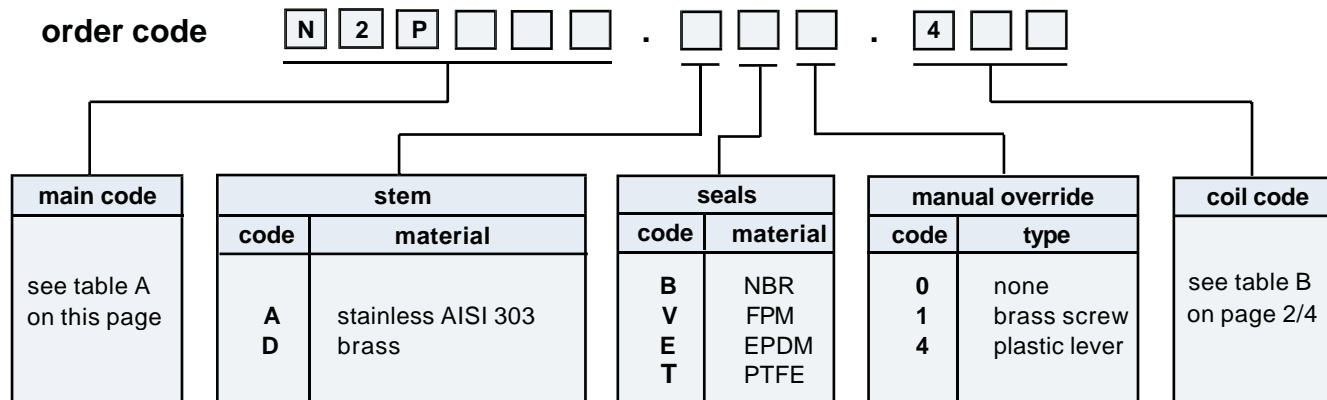 order code N 2 P . . 4
main code
see table A
on this page
stem
code material
A stainless AISI 303
D brass
seals
code material
B NBR
V FPM
E EPDM
T PTFE
manual override
code type
0 none
1 brass screw
4 plastic lever
coil code
see table B
on page 2/4